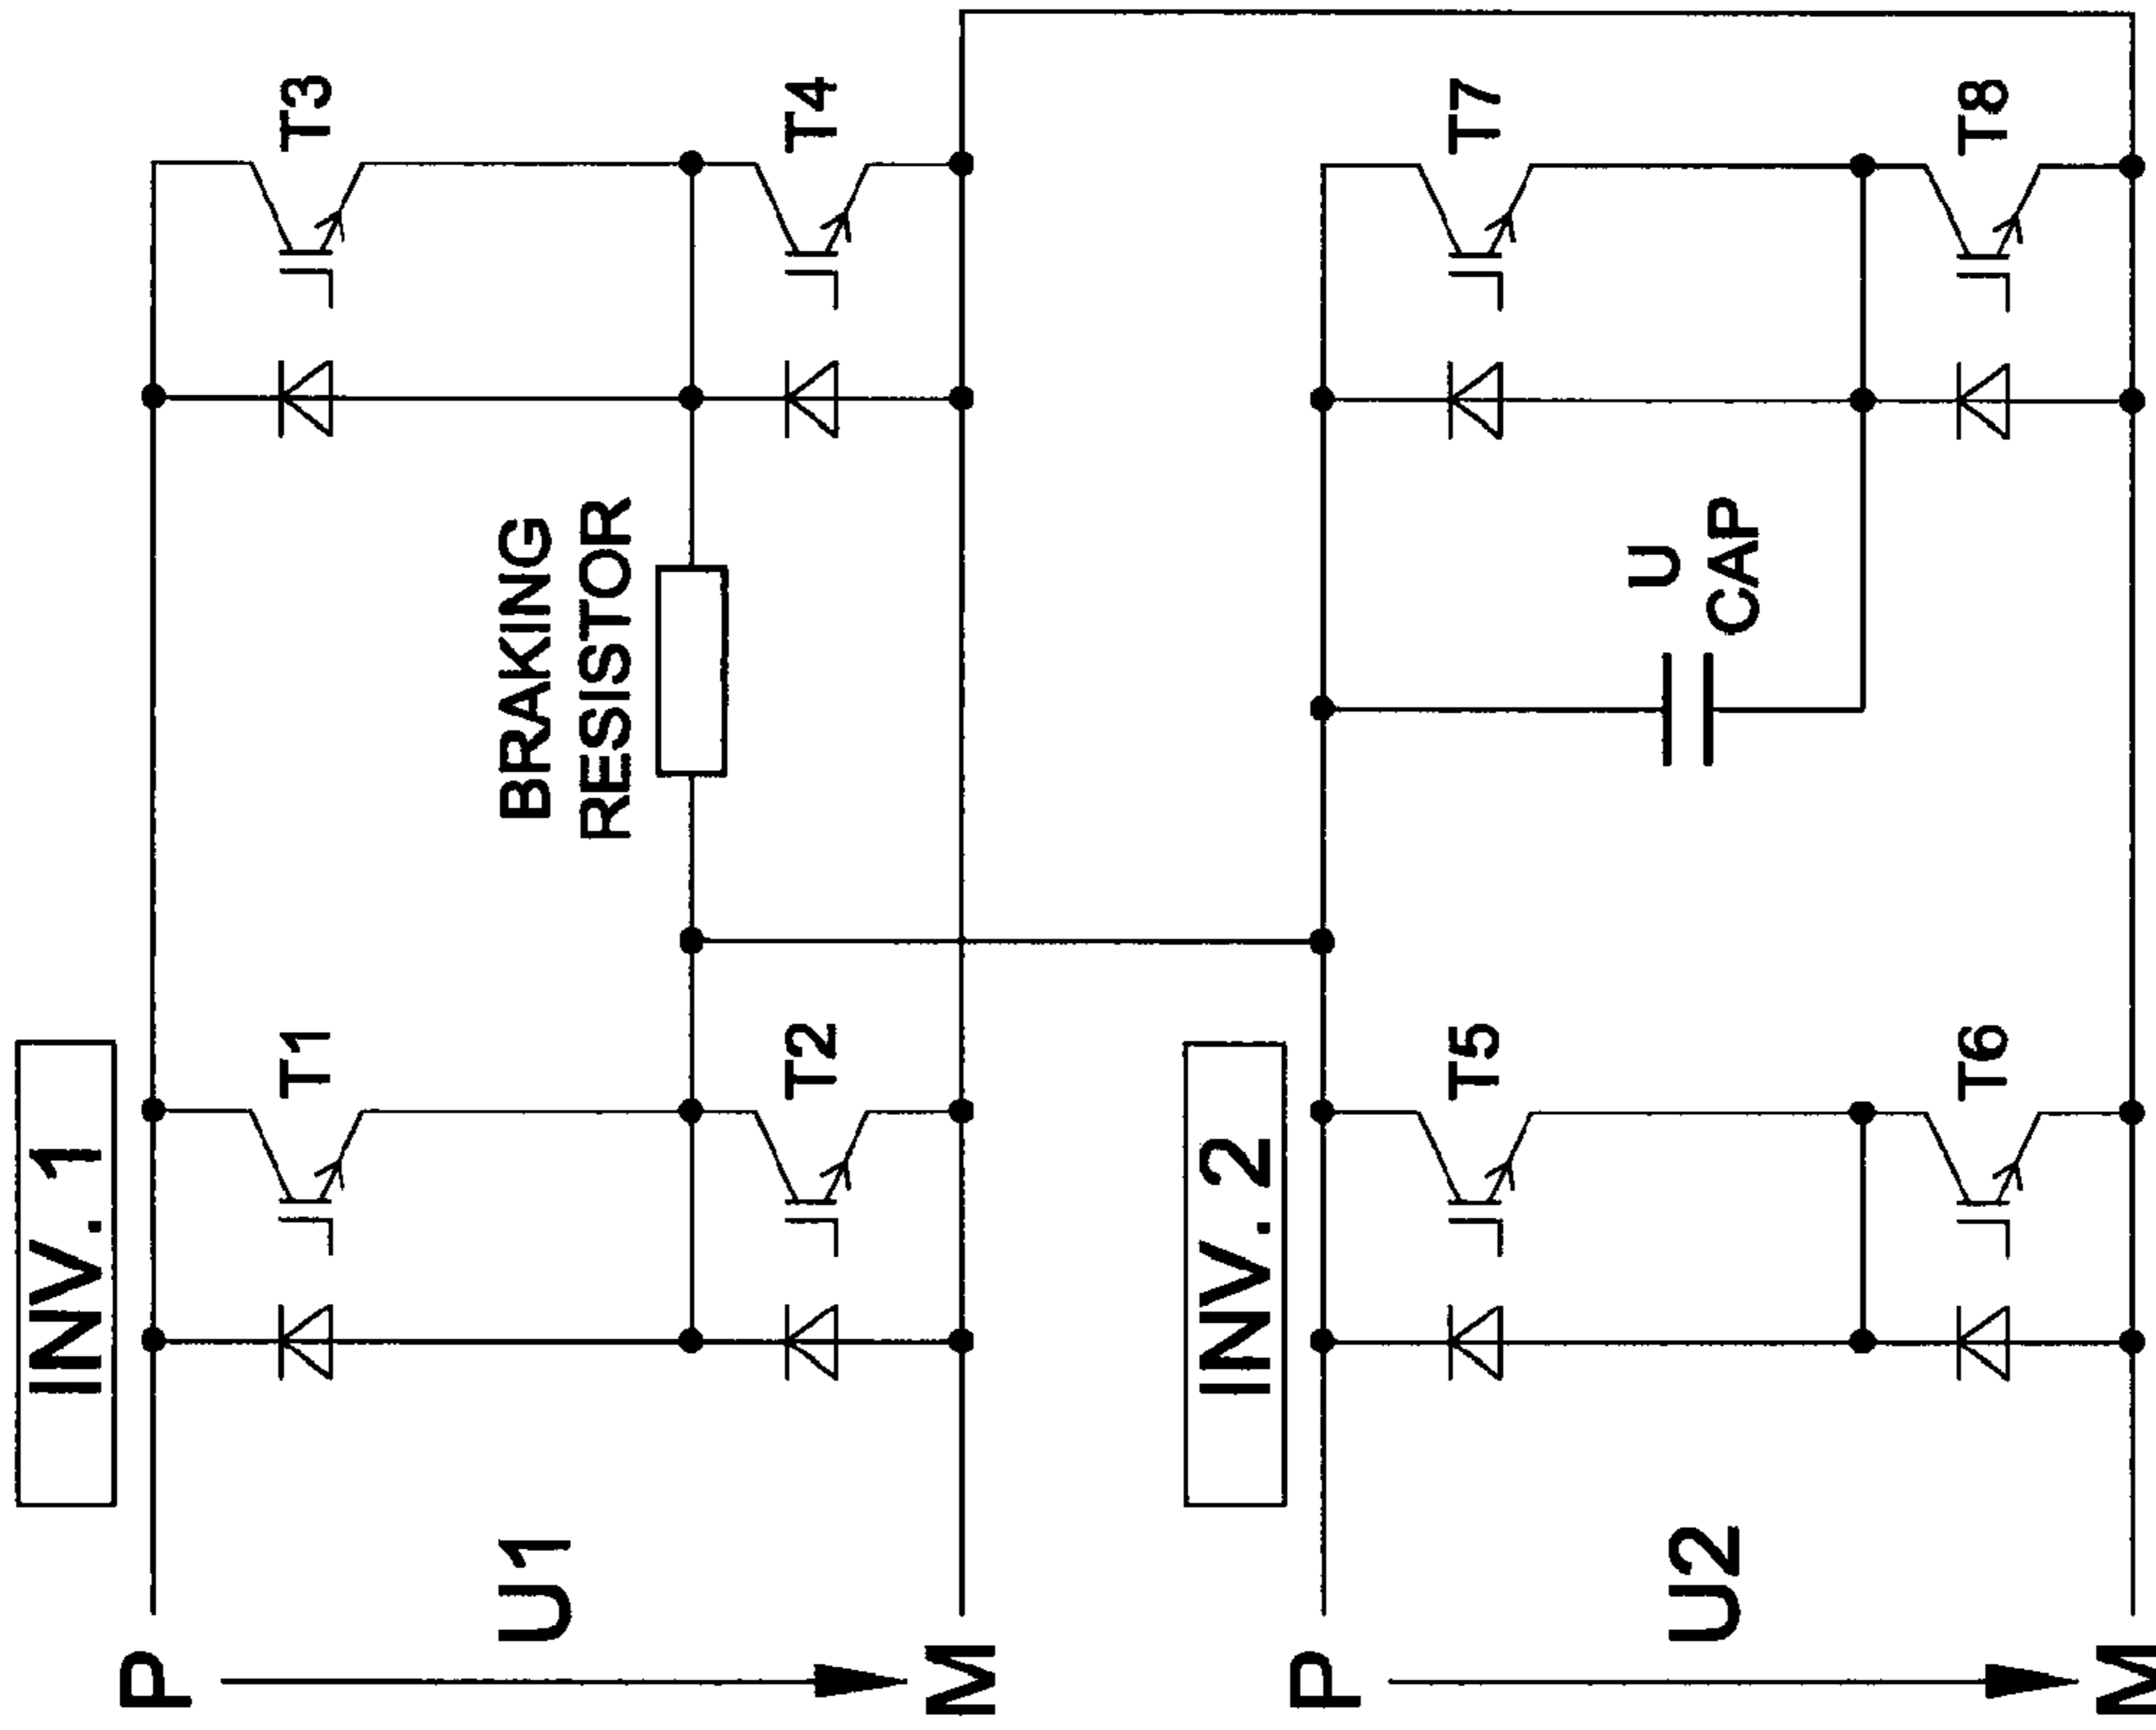 INV. 1
P
U1
M
T1
T2
BRAKING
RESISTOR
T3
T4
INV. 2
P
U2
M
T5
T6
U
CAP
T7
T8